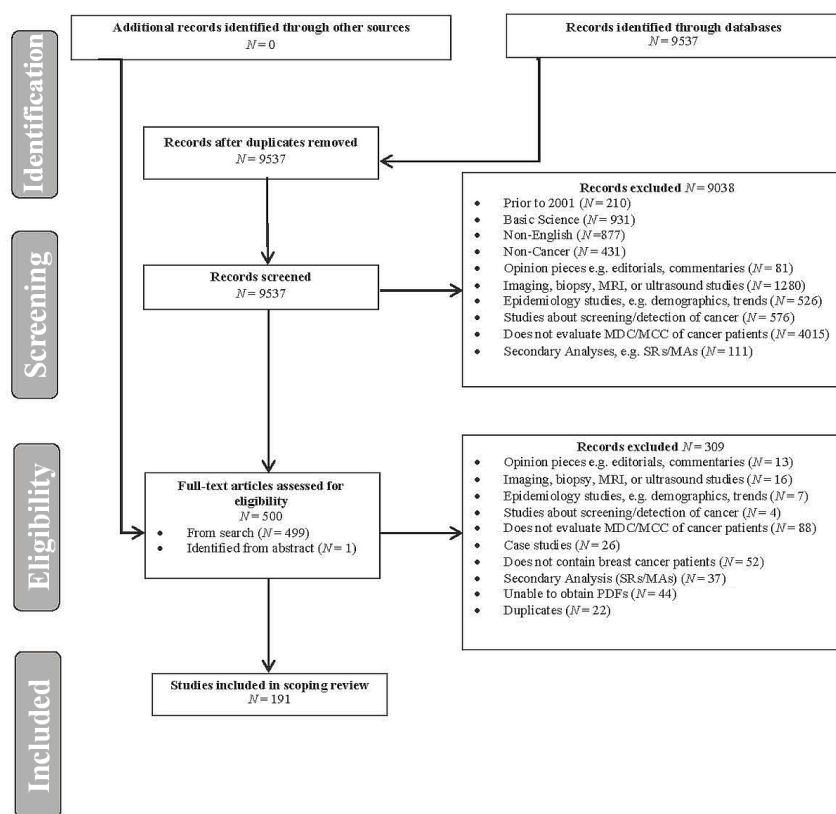 Identification
Additional records identified through other sources
N = 0
Records identified through databases
N = 9537
Records after duplicates removed
N = 9537
Screening
Records screened
N = 9537
Records excluded N = 9038
• Prior to 2001 (N = 210)
• Basic Science (N = 931)
• Non-English (N =877)
• Non-Cancer (N = 431)
• Opinion pieces e.g. editorials, commentaries (N = 81)
• Imaging, biopsy, MRI, or ultrasound studies (N = 1280)
• Epidemiology studies, e.g. demographics, trends (N = 526)
• Studies about screening/detection of cancer (N = 576)
• Does not evaluate MDC/MCC of cancer patients (N = 4015)
• Secondary Analyses, e.g. SRs/MAs (N = 111)
Eligibility
Full-text articles assessed for
eligibility
N = 500
• From search (N = 499)
• Identified from abstract (N = 1)
Records excluded N = 309
• Opinion pieces e.g. editorials, commentaries (N = 13)
• Imaging, biopsy, MRI, or ultrasound studies (N = 16)
• Epidemiology studies, e.g. demographics, trends (N = 7)
• Studies about screening/detection of cancer (N = 4)
• Does not evaluate MDC/MCC of cancer patients (N = 88)
• Case studies (N = 26)
• Does not contain breast cancer patients (N = 52)
• Secondary Analysis (SRs/MAs) (N = 37)
• Unable to obtain PDFs (N = 44)
• Duplicates (N = 22)
Included
Studies included in scoping review
N = 191